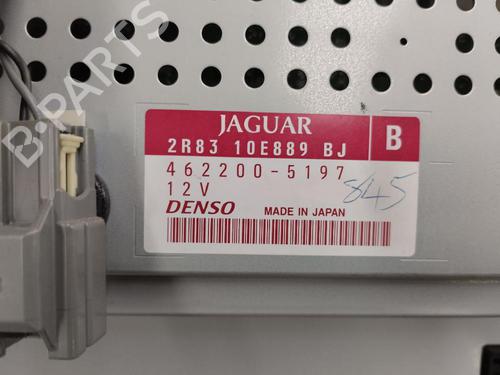 B-PARTS
JAGUAR B
2R83 10E889 BJ
462200-5197
12V 845
DENSO MADE IN JAPAN